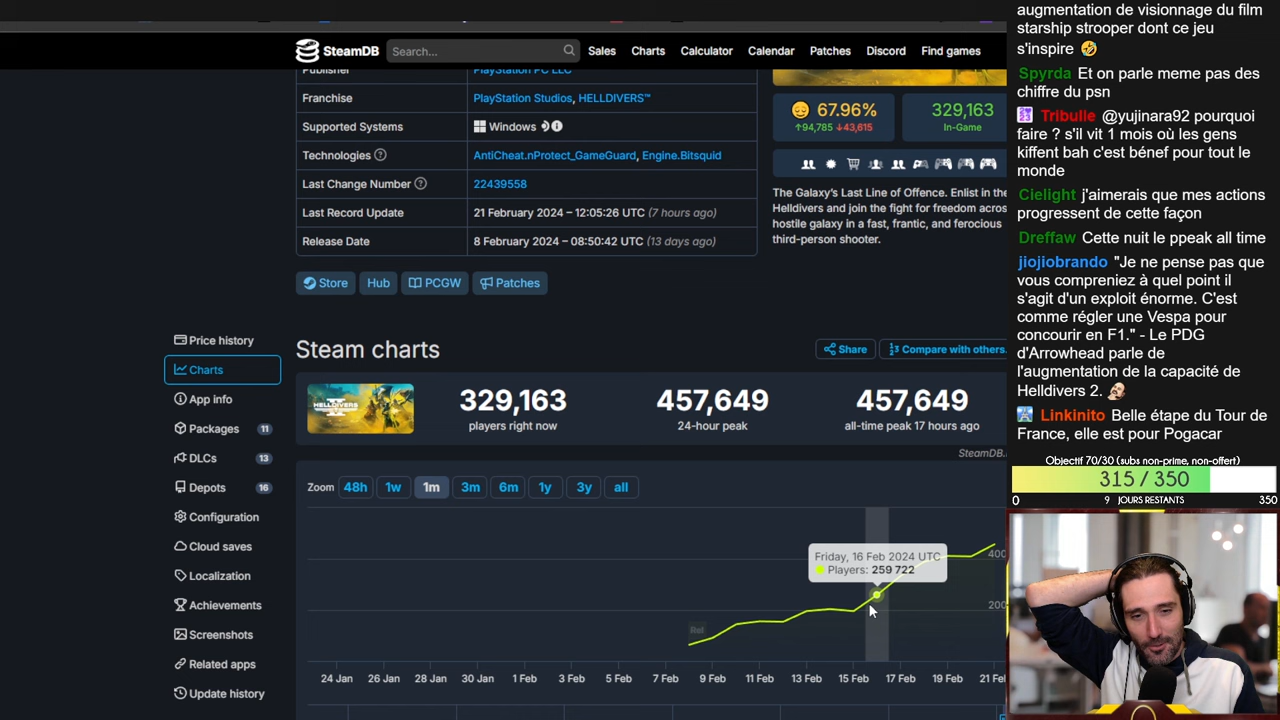 SteamDB
Search...
Sales
Charts
Calculator
Patches
Calendar
Discord
Find games
Publisher
PlayStation PC LLC
Franchise
PlayStation Studios, HELLDIVERS™
Supported Systems
Windows
Technologies
AntiCheat.nProtect_GameGuard, Engine.Bitsquid
Last Change Number
22439558
Last Record Update
21 February 2024 – 12:05:26 UTC (7 hours ago)
Release Date
8 February 2024 – 08:50:42 UTC (13 days ago)
67.96%
↑94,785 ↓43,615
329,163
In-Game
The Galaxy's Last Line of Offence. Enlist in the
Helldivers and join the fight for freedom across
hostile galaxy in a fast, frantic, and ferocious
third-person shooter.
Store
Hub
PCGW
Patches
Price history
Charts
App info
Packages 11
DLCs 13
Depots 16
Configuration
Cloud saves
Localization
Achievements
Screenshots
Related apps
Update history
Steam charts
Share
Compare with others.
329,163
players right now
457,649
24-hour peak
457,649
all-time peak 17 hours ago
SteamDB.
Zoom
48h
1w
1m
3m
6m
1y
3y
all
Friday, 16 Feb 2024 UTC
Players: 259 722
400
200
Rel
24 Jan
26 Jan
28 Jan
30 Jan
1 Feb
3 Feb
5 Feb
7 Feb
9 Feb
11 Feb
13 Feb
15 Feb
17 Feb
19 Feb
21 Feb
augmentation de visionnage du film
starship strooper dont ce jeu
s'inspire 🤣
Spyrda Et on parle meme pas des
chiffre du psn
Tribulle @yujinara92 pourquoi
faire ? s'il vit 1 mois où les gens
kiffent bah c'est bénef pour tout le
monde
Cielight j'aimerais que mes actions
progressent de cette façon
Dreffaw Cette nuit le ppeak all time
jiojiobrando "Je ne pense pas que
vous compreniez à quel point il
s'agit d'un exploit énorme. C'est
comme régler une Vespa pour
concourir en F1." - Le PDG
d'Arrowhead parle de
l'augmentation de la capacité de
Helldivers 2.
Linkinito Belle étape du Tour de
France, elle est pour Pogacar
Objectif 70/30 (subs non-prime, non-offert)
315 / 350
0
9 JOURS RESTANTS
350